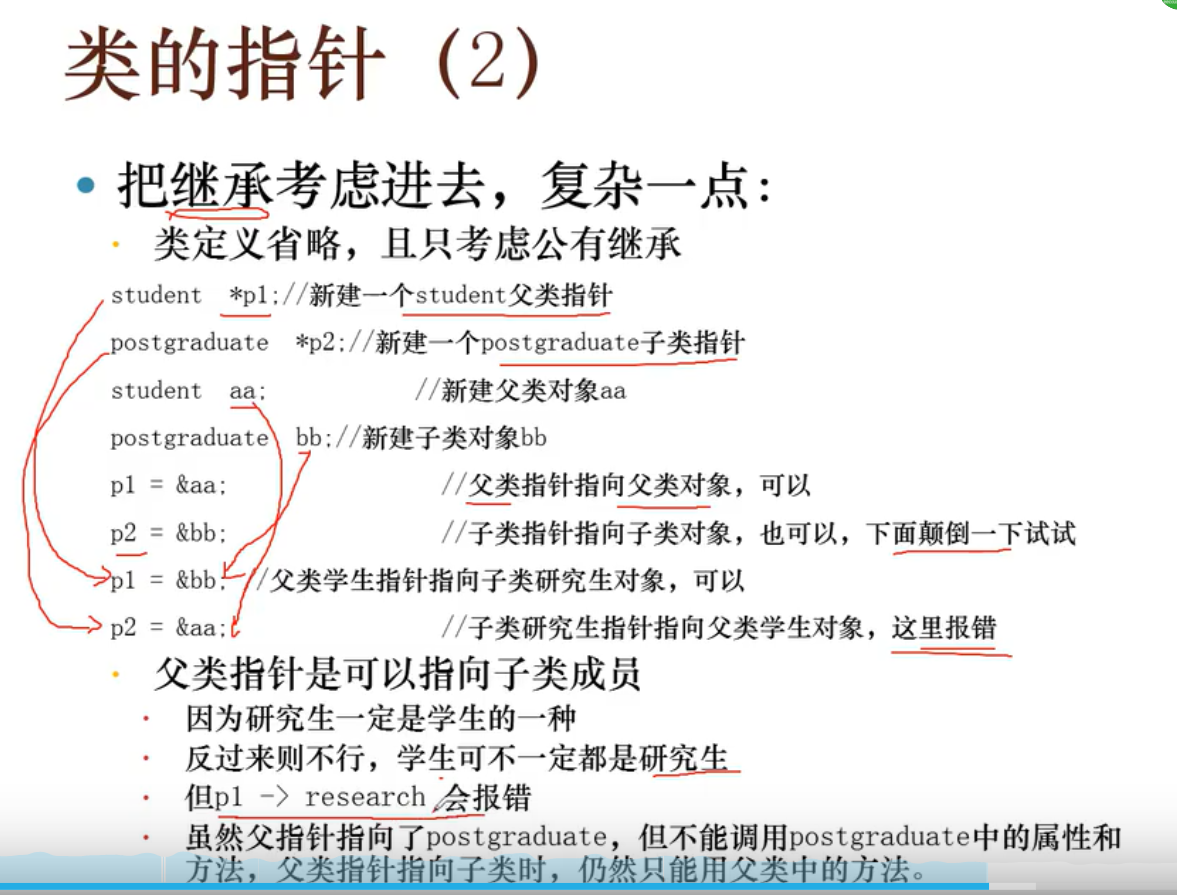 类的指针（2）
把继承考虑进去，复杂一点：
类定义省略，且只考虑公有继承
student *p1;//新建一个student父类指针
postgraduate *p2;//新建一个postgraduate子类指针
student aa; //新建父类对象aa
postgraduate bb;//新建子类对象bb
p1 = &aa; //父类指针指向父类对象，可以
p2 = &bb; //子类指针指向子类对象，也可以，下面颠倒一下试试
p1 = &bb; //父类学生指针指向子类研究生对象，可以
p2 = &aa; //子类研究生指针指向父类学生对象，这里报错
父类指针是可以指向子类成员
因为研究生一定是学生的一种
反过来则不行，学生可不一定都是研究生
但p1 -> research 会报错
虽然父指针指向了postgraduate，但不能调用postgraduate中的属性和
方法，父类指针指向子类时，仍然只能用父类中的方法。